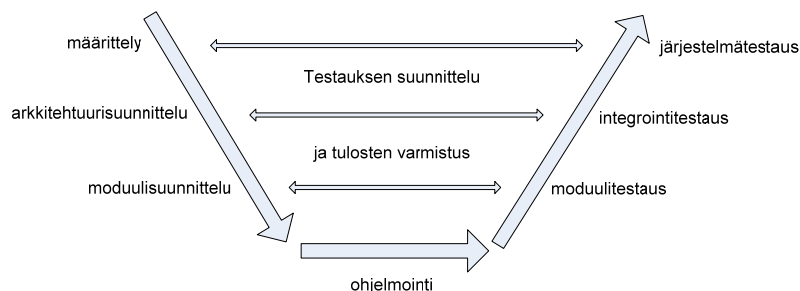 määrittely
järjestelmätestaus
Testauksen suunnittelu
arkkitehtuurisuunnittelu
integrointitestaus
ja tulosten varmistus
moduulisuunnittelu
moduulitestaus
ohjelmointi